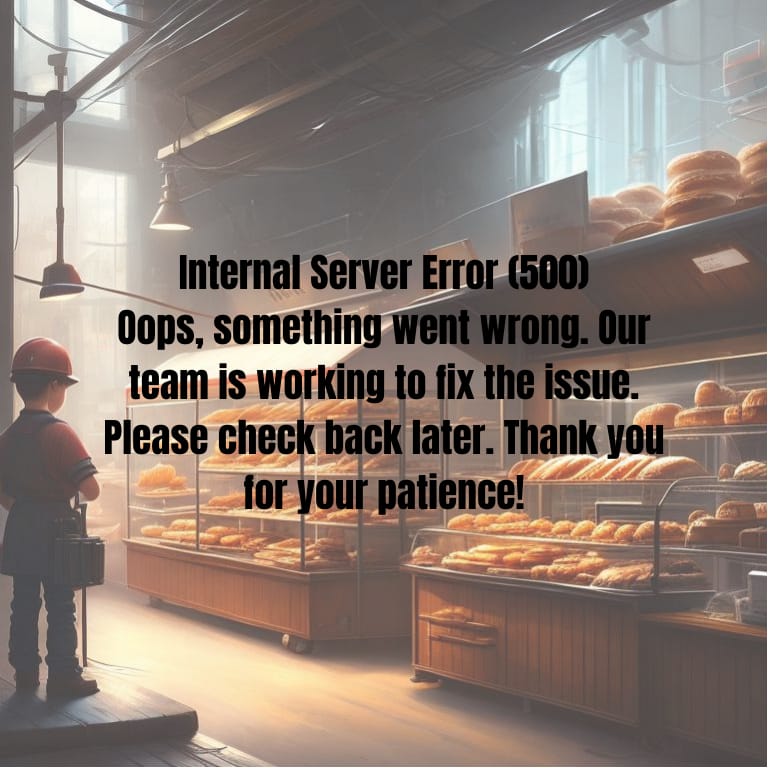 Internal Server Error (500)
Oops, something went wrong. Our
team is working to fix the issue.
Please check back later. Thank you
for your patience!